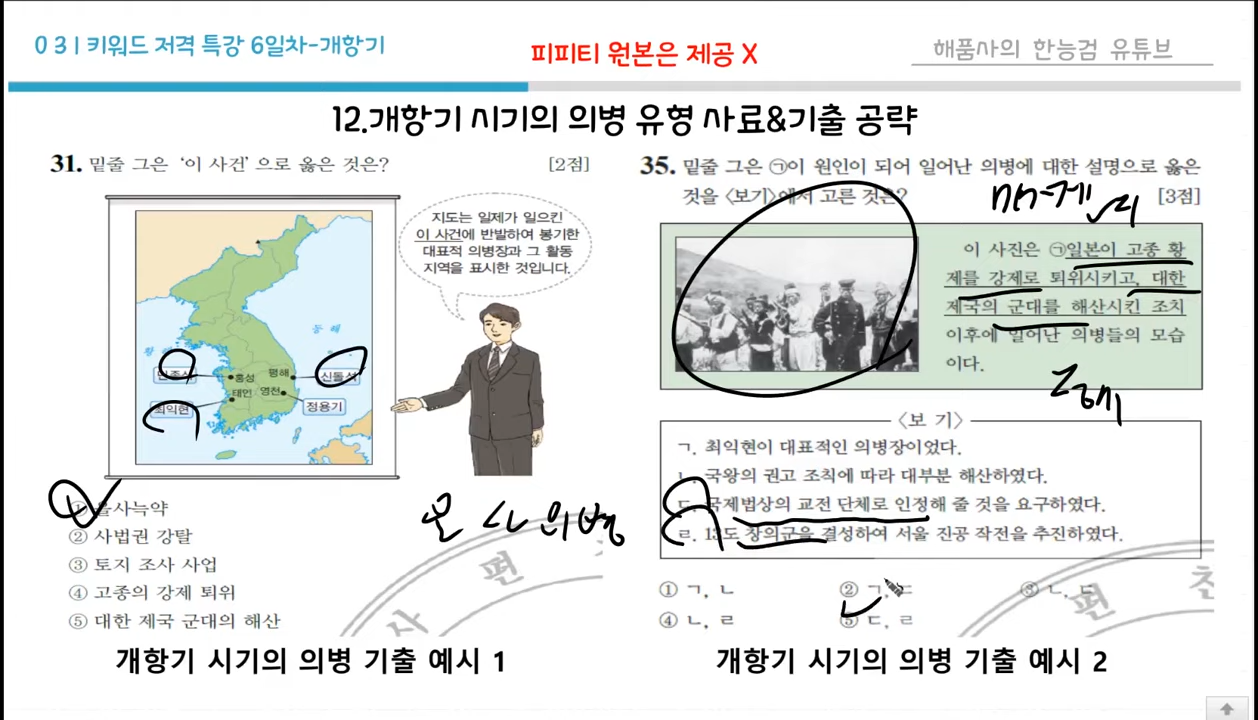 03 | 키워드 저격 특강 6일차-개항기
피피티 원본은 제공 X
해품사의 한능검 유튜브
12.개항기 시기의 의병 유형 사료&기출 공략
31. 밑줄 그은 '이 사건'으로 옳은 것은? [2점]
지도는 일제가 일으킨
이 사건에 반발하여 봉기한
대표적 의병장과 그 활동
지역을 표시한 것입니다.
동 해
황
민종식
홍성
평해
신돌석
태인
영천
최익현
정용기
① 을사늑약
② 사법권 강탈
③ 토지 조사 사업
④ 고종의 강제 퇴위
⑤ 대한 제국 군대의 해산
을사의병
사
편
개항기 시기의 의병 기출 예시 1
35. 밑줄 그은 ㉠이 원인이 되어 일어난 의병에 대한 설명으로 옳은
것을 <보기>에서 고른 것은? [3점]
이 사진은 ㉠일본이 고종 황
제를 강제로 퇴위시키고, 대한
제국의 군대를 해산시킨 조치
이후에 일어난 의병들의 모습
이다.
<보 기>
ㄱ. 최익현이 대표적인 의병장이었다.
ㄴ. 국왕의 권고 조칙에 따라 대부분 해산하였다.
ㄷ. 국제법상의 교전 단체로 인정해 줄 것을 요구하였다.
ㄹ. 13도 창의군을 결성하여 서울 진공 작전을 추진하였다.
① ㄱ, ㄴ
② ㄱ, ㄷ
③ ㄴ, ㄷ
④ ㄴ, ㄹ
⑤ ㄷ, ㄹ
편
찬
개항기 시기의 의병 기출 예시 2